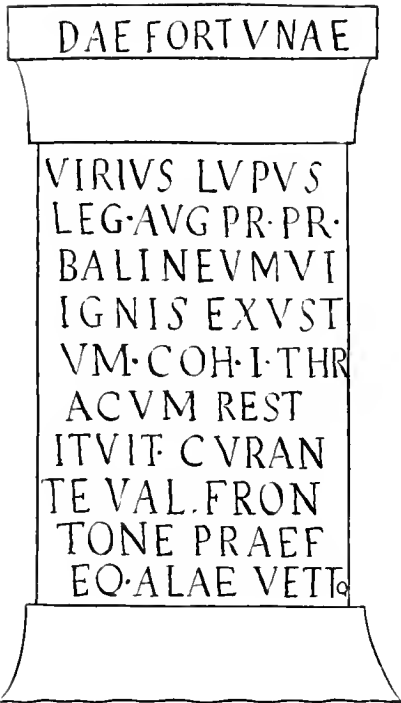 DAE FORTVNAE
VIRIVS LVPVS
LEG·AVG PR·PR·
BALINEVMVI
IGNIS EXVST
VM·COH·I·THR
ACVM REST
ITVIT· CVRAN
TE VAL.FRON
TONE PRAEF
EQ·ALAE VETTO